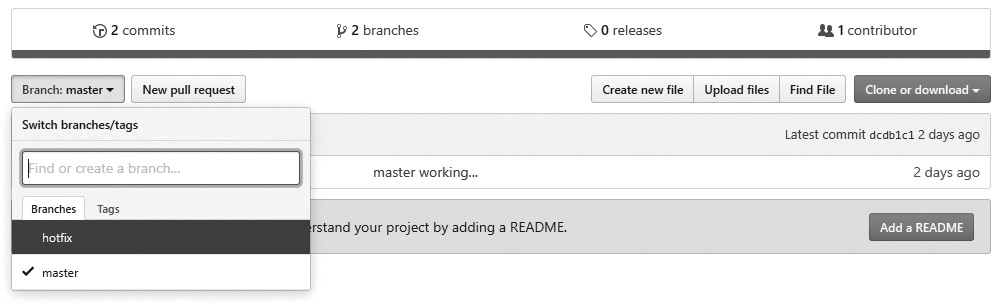 2 commits 2 branches 0 releases 1 contributor
Branch: master New pull request Create new file Upload files Find File Clone or download
Switch branches/tags
Latest commit dcdb1c1 2 days ago
Find or create a branch...
master working... 2 days ago
Branches Tags
understand your project by adding a README. Add a README
hotfix
master